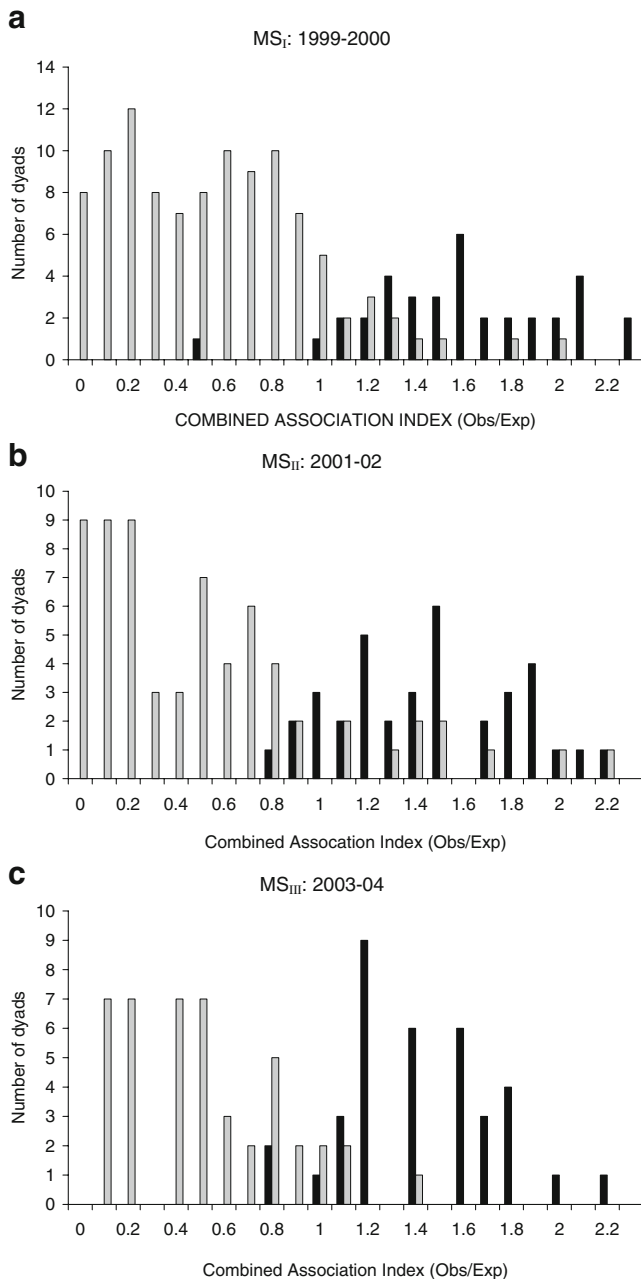 a
MSI: 1999-2000
14
12
10
8
6
4
2
0
Number of dyads
0 0.2 0.4 0.6 0.8 1 1.2 1.4 1.6 1.8 2 2.2
COMBINED ASSOCIATION INDEX (Obs/Exp)
b
MSII: 2001-02
10
9
8
7
6
5
4
3
2
1
0
Number of dyads
0 0.2 0.4 0.6 0.8 1 1.2 1.4 1.6 1.8 2 2.2
Combined Assocation Index (Obs/Exp)
c
MSIII: 2003-04
10
9
8
7
6
5
4
3
2
1
0
Number of dyads
0 0.2 0.4 0.6 0.8 1 1.2 1.4 1.6 1.8 2 2.2
Combined Association Index (Obs/Exp)